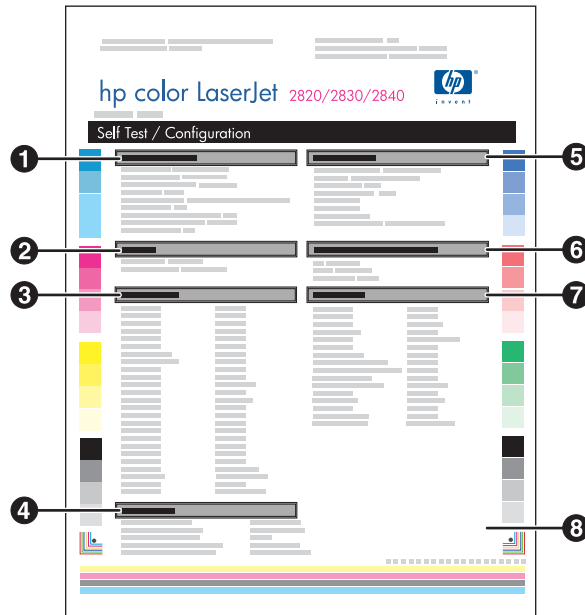 hp color LaserJet 2820/2830/2840
hp
invent
Self Test / Configuration
1
2
3
4
5
6
7
8